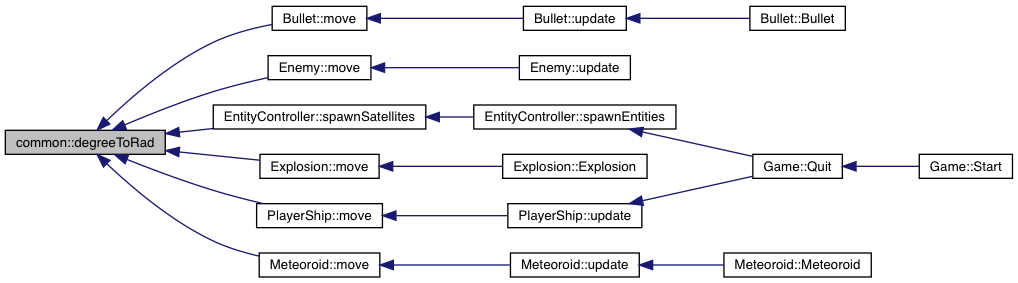 Bullet::move
Bullet::update
Bullet::Bullet
Enemy::move
Enemy::update
EntityController::spawnSatellites
EntityController::spawnEntities
common::degreeToRad
Explosion::move
Explosion::Explosion
Game::Quit
Game::Start
PlayerShip::move
PlayerShip::update
Meteoroid::move
Meteoroid::update
Meteoroid::Meteoroid